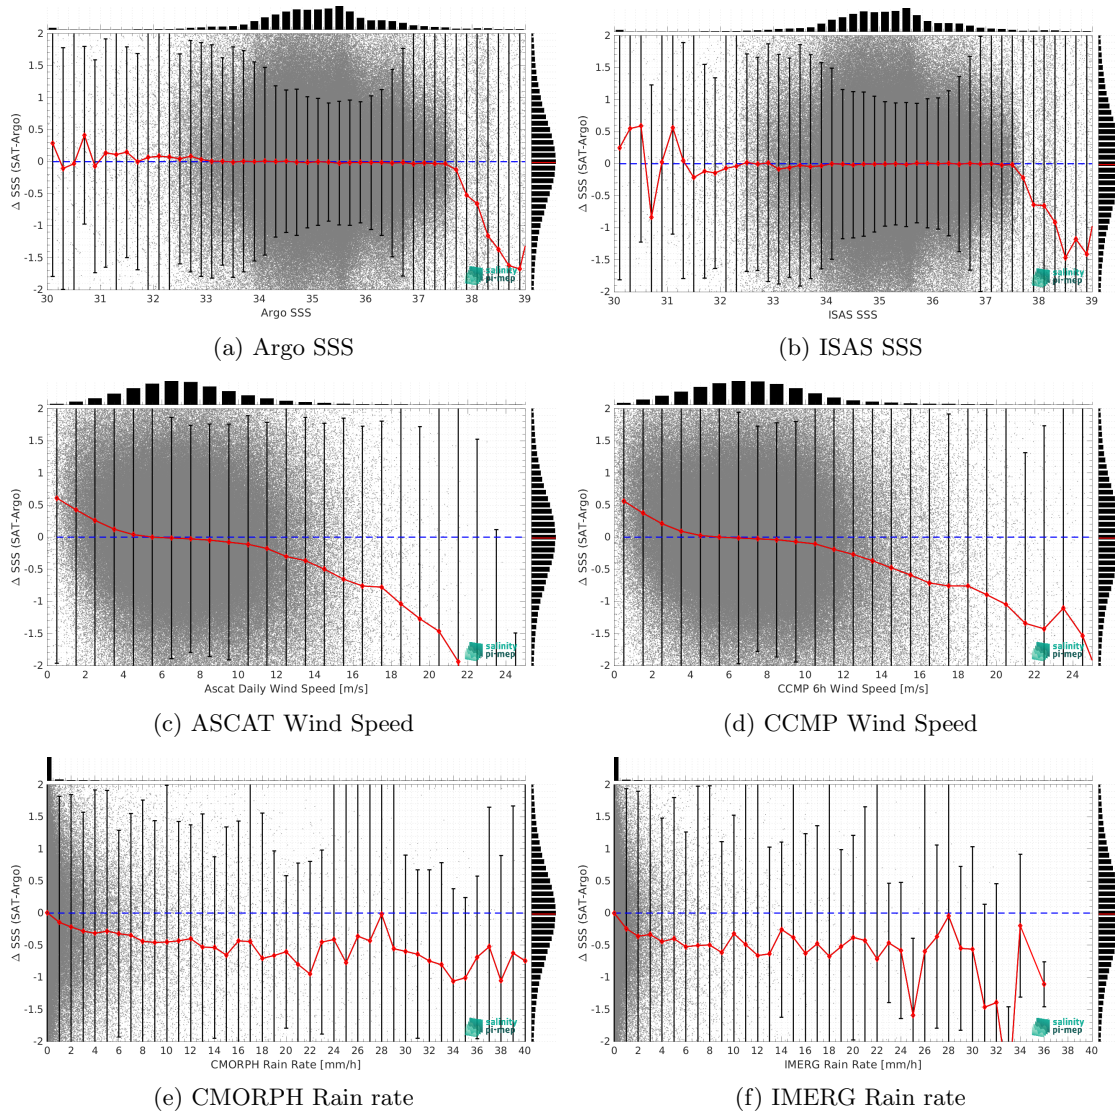 2
1.5
1
0.5
0
-0.5
-1
-1.5
-2
Δ SSS (SAT-Argo)
30 31 32 33 34 35 36 37 38 39
Argo SSS
salinity
pi-mep
(a) Argo SSS
2
1.5
1
0.5
0
-0.5
-1
-1.5
-2
Δ SSS (SAT-Argo)
30 31 32 33 34 35 36 37 38 39
ISAS SSS
salinity
pi-mep
(b) ISAS SSS
2
1.5
1
0.5
0
-0.5
-1
-1.5
-2
Δ SSS (SAT-Argo)
0 2 4 6 8 10 12 14 16 18 20 22 24
Ascat Daily Wind Speed [m/s]
salinity
pi-mep
(c) ASCAT Wind Speed
2
1.5
1
0.5
0
-0.5
-1
-1.5
-2
Δ SSS (SAT-Argo)
0 2 4 6 8 10 12 14 16 18 20 22 24
CCMP 6h Wind Speed [m/s]
salinity
pi-mep
(d) CCMP Wind Speed
2
1.5
1
0.5
0
-0.5
-1
-1.5
-2
Δ SSS (SAT-Argo)
0 2 4 6 8 10 12 14 16 18 20 22 24 26 28 30 32 34 36 38 40
CMORPH Rain Rate [mm/h]
salinity
pi-mep
(e) CMORPH Rain rate
2
1.5
1
0.5
0
-0.5
-1
-1.5
-2
Δ SSS (SAT-Argo)
0 2 4 6 8 10 12 14 16 18 20 22 24 26 28 30 32 34 36 38 40
IMERG Rain Rate [mm/h]
salinity
pi-mep
(f) IMERG Rain rate